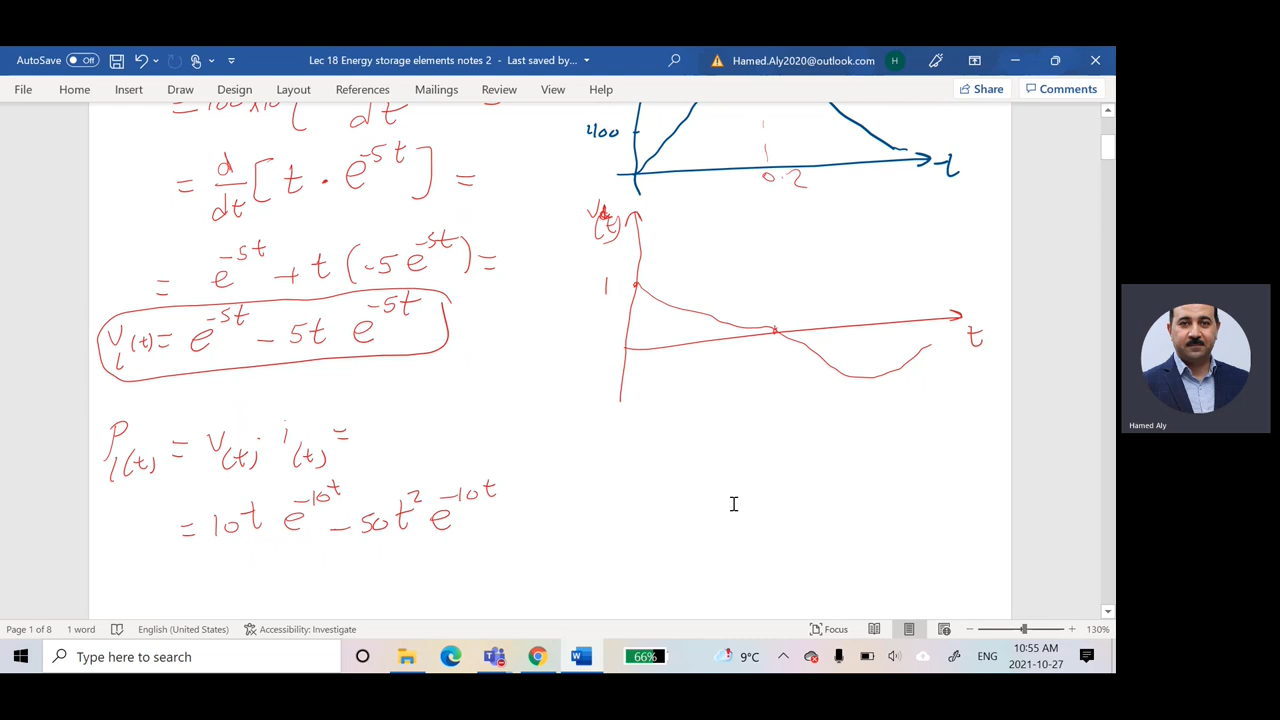 AutoSave Off Lec 18 Energy storage elements notes 2 - Last saved by... Hamed.Aly2020@outlook.com H
File Home Insert Draw Design Layout References Mailings Review View Help Share Comments
dt
= d/dt [ t · e^-5t ] =
= e^-5t + t (-5 e^-5t) =
V_L(t) = e^-5t - 5t e^-5t
P_L(t) = V(t) · i(t) =
= 10t e^-10t - 50t^2 e^-10t
400
t
0.2
(t)
1
t
Hamed Aly
Page 1 of 8 1 word English (United States) Accessibility: Investigate Focus 130%
Type here to search 66% 9°C ENG 10:55 AM
2021-10-27